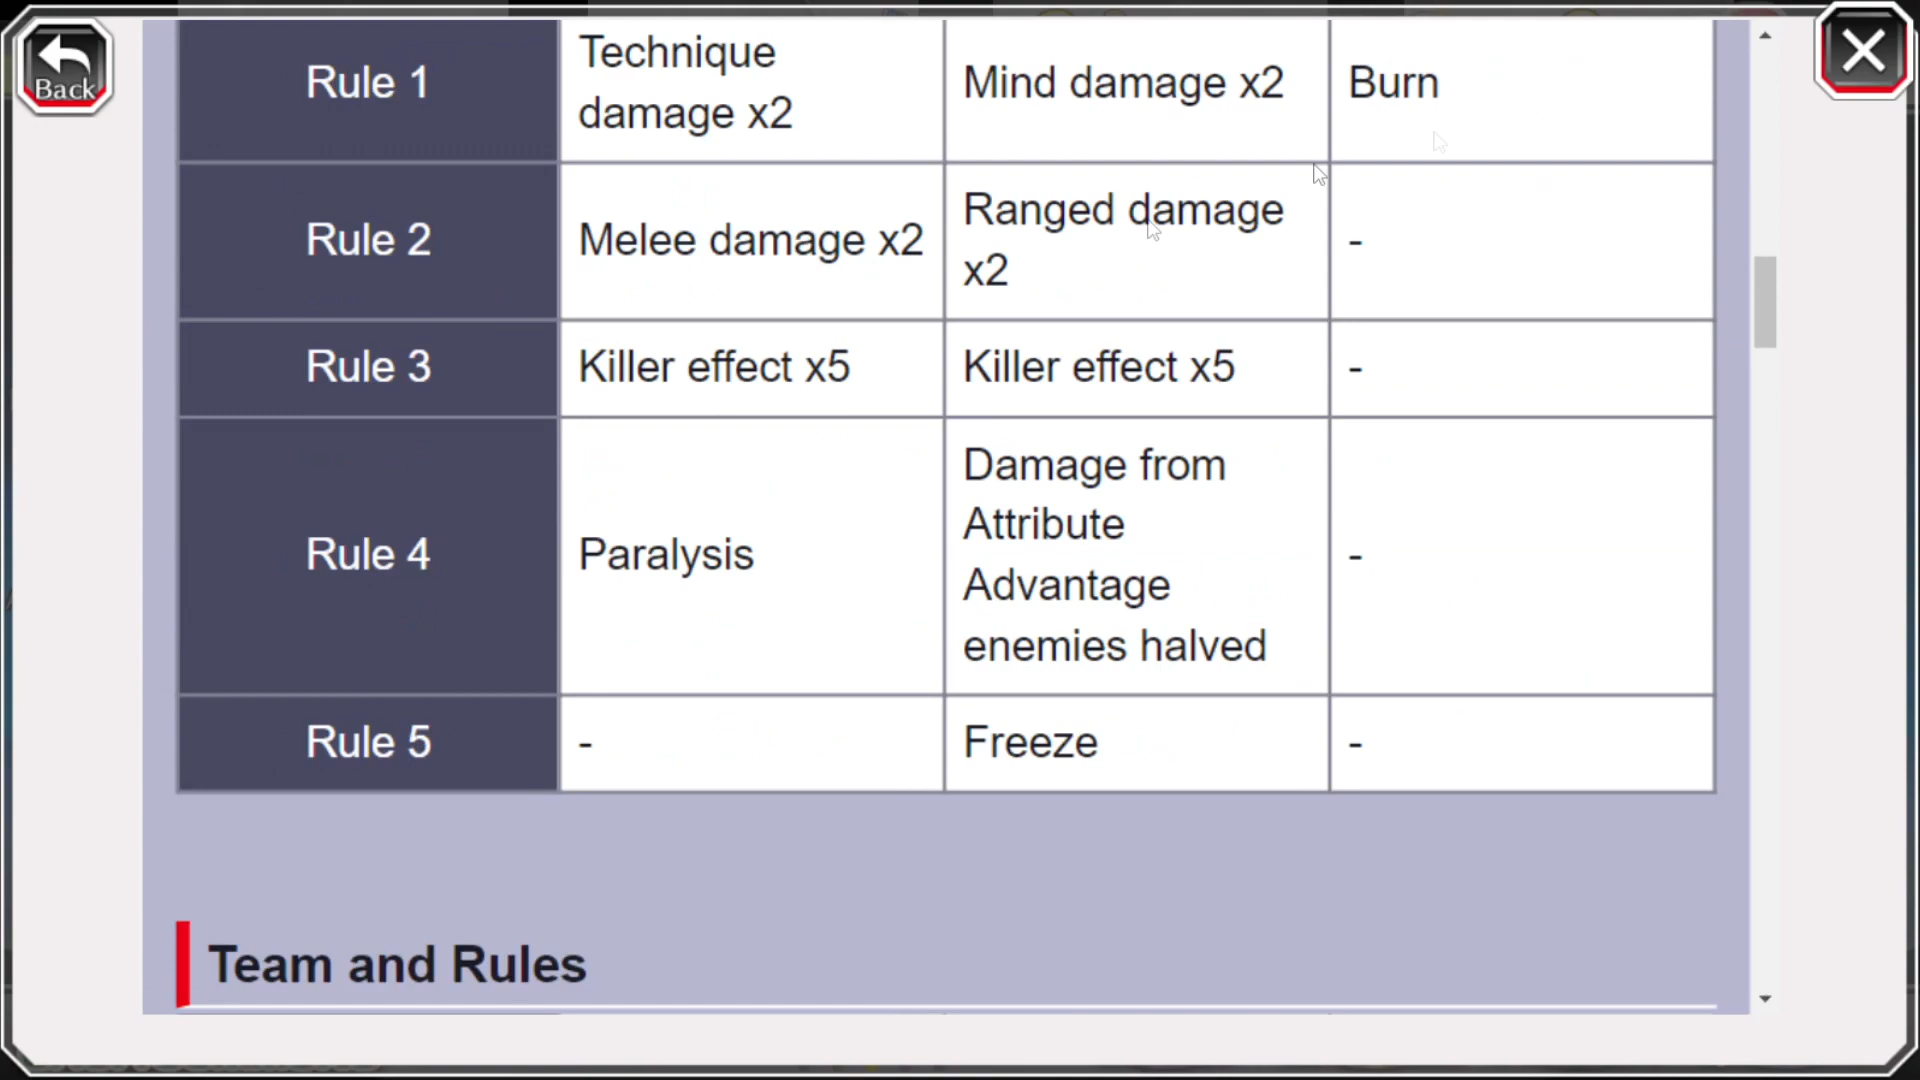 Back
Rule 1
Technique
damage x2
Mind damage x2
Burn
Rule 2
Melee damage x2
Ranged damage
x2
-
Rule 3
Killer effect x5
Killer effect x5
-
Rule 4
Paralysis
Damage from
Attribute
Advantage
enemies halved
-
Rule 5
-
Freeze
-
Team and Rules